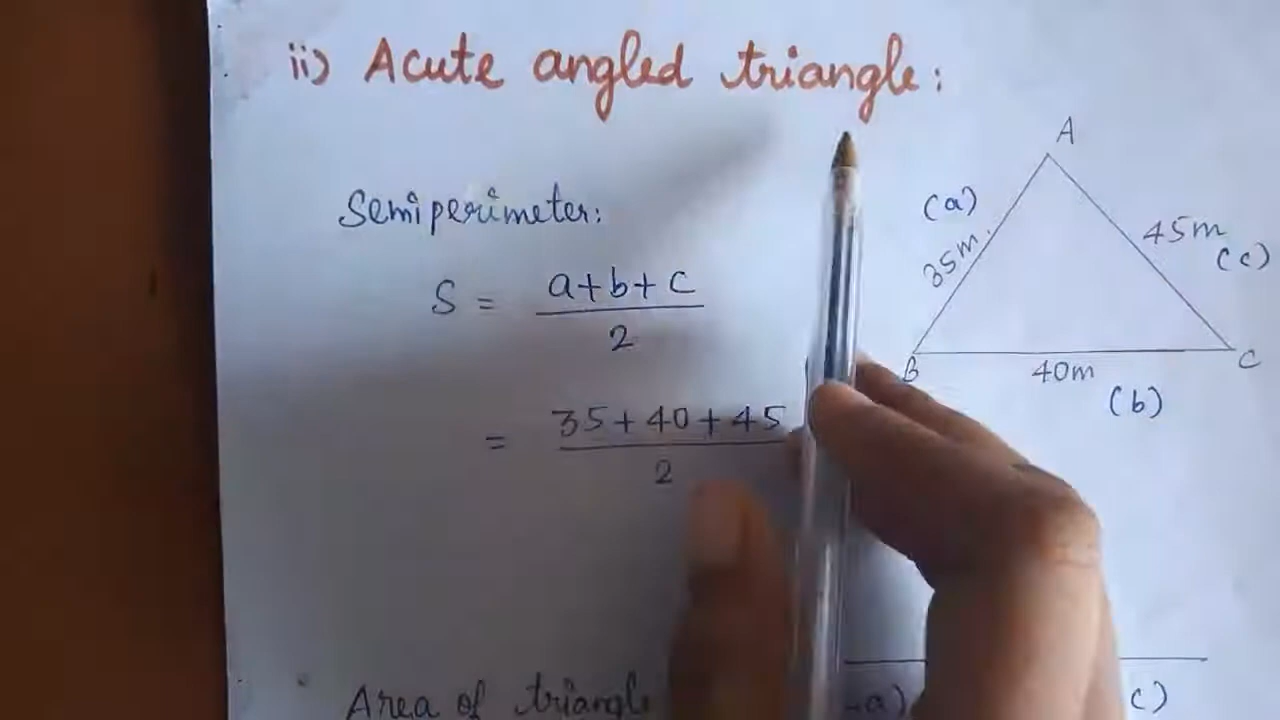 ii) Acute angled triangle:
Semiperimeter:
S = a+b+c
2
= 35+40+45
2
Area of triangle
-a) c)
A
(a)
35m.
45m
(c)
B
40m
C
(b)